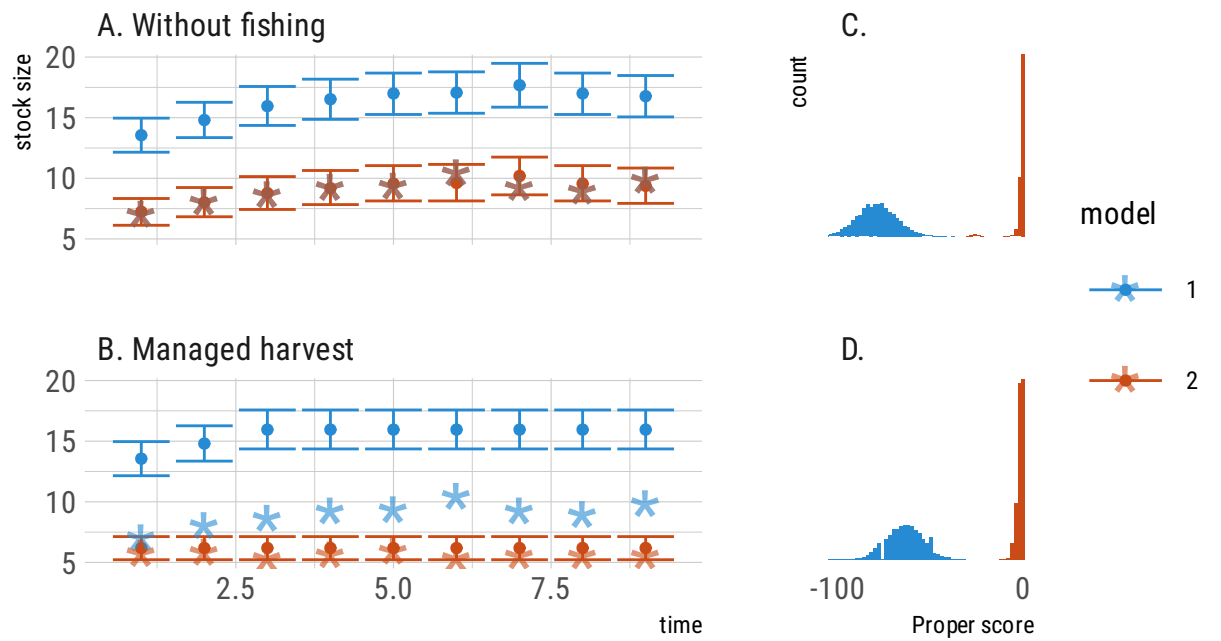 A. Without fishing
stock size
20
15
10
5
C.
count
model
1
2
B. Managed harvest
20
15
10
5
2.5 5.0 7.5
time
D.
-100 0
Proper score